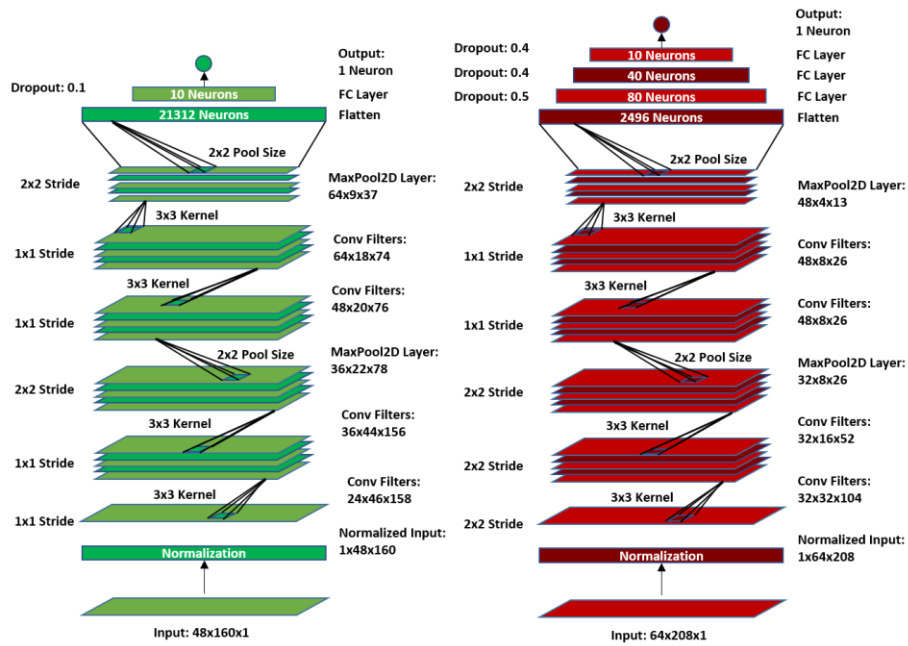 Output:
1 Neuron
Dropout: 0.1
10 Neurons
FC Layer
21312 Neurons
Flatten
2x2 Pool Size
2x2 Stride
MaxPool2D Layer:
64x9x37
3x3 Kernel
1x1 Stride
Conv Filters:
64x18x74
3x3 Kernel
Conv Filters:
48x20x76
1x1 Stride
2x2 Pool Size
MaxPool2D Layer:
36x22x78
2x2 Stride
3x3 Kernel
Conv Filters:
36x44x156
1x1 Stride
3x3 Kernel
Conv Filters:
24x46x158
1x1 Stride
Normalized Input:
1x48x160
Normalization
Input: 48x160x1
Output:
1 Neuron
Dropout: 0.4
10 Neurons
FC Layer
Dropout: 0.4
40 Neurons
FC Layer
Dropout: 0.5
80 Neurons
FC Layer
2496 Neurons
Flatten
2x2 Pool Size
2x2 Stride
MaxPool2D Layer:
48x4x13
3x3 Kernel
1x1 Stride
Conv Filters:
48x8x26
3x3 Kernel
Conv Filters:
48x8x26
1x1 Stride
2x2 Pool Size
MaxPool2D Layer:
32x8x26
2x2 Stride
3x3 Kernel
Conv Filters:
32x16x52
2x2 Stride
3x3 Kernel
Conv Filters:
32x32x104
2x2 Stride
Normalized Input:
1x64x208
Normalization
Input: 64x208x1